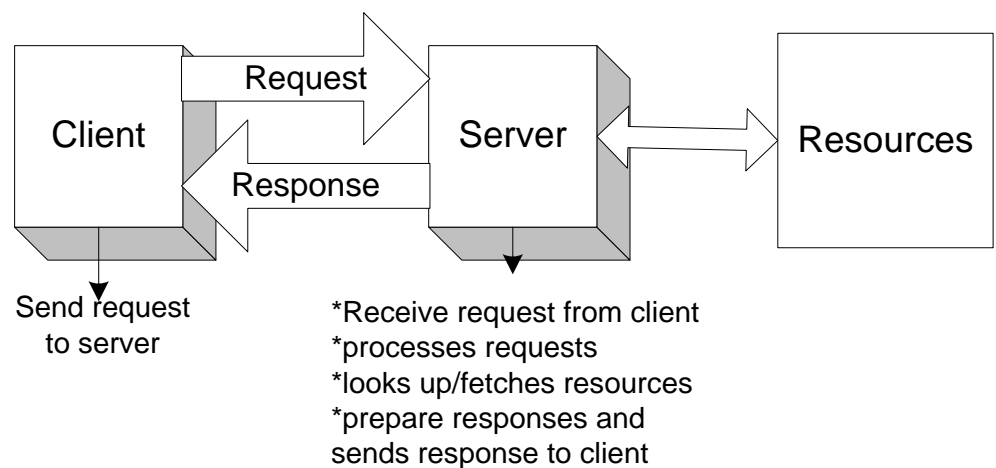 Request
Client
Server
Resources
Response
Send request
to server
*Receive request from client
*processes requests
*looks up/fetches resources
*prepare responses and
sends response to client